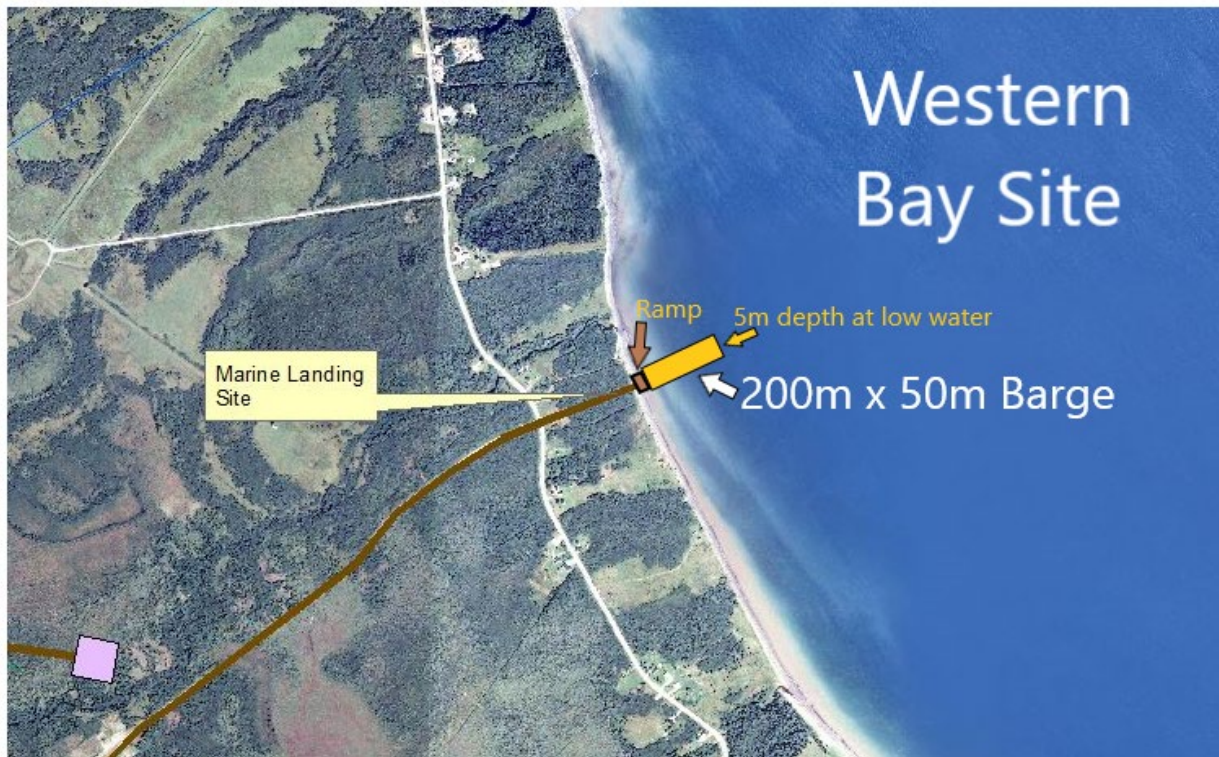 Western
Bay Site
Ramp
5m depth at low water
Marine Landing
Site
200m x 50m Barge